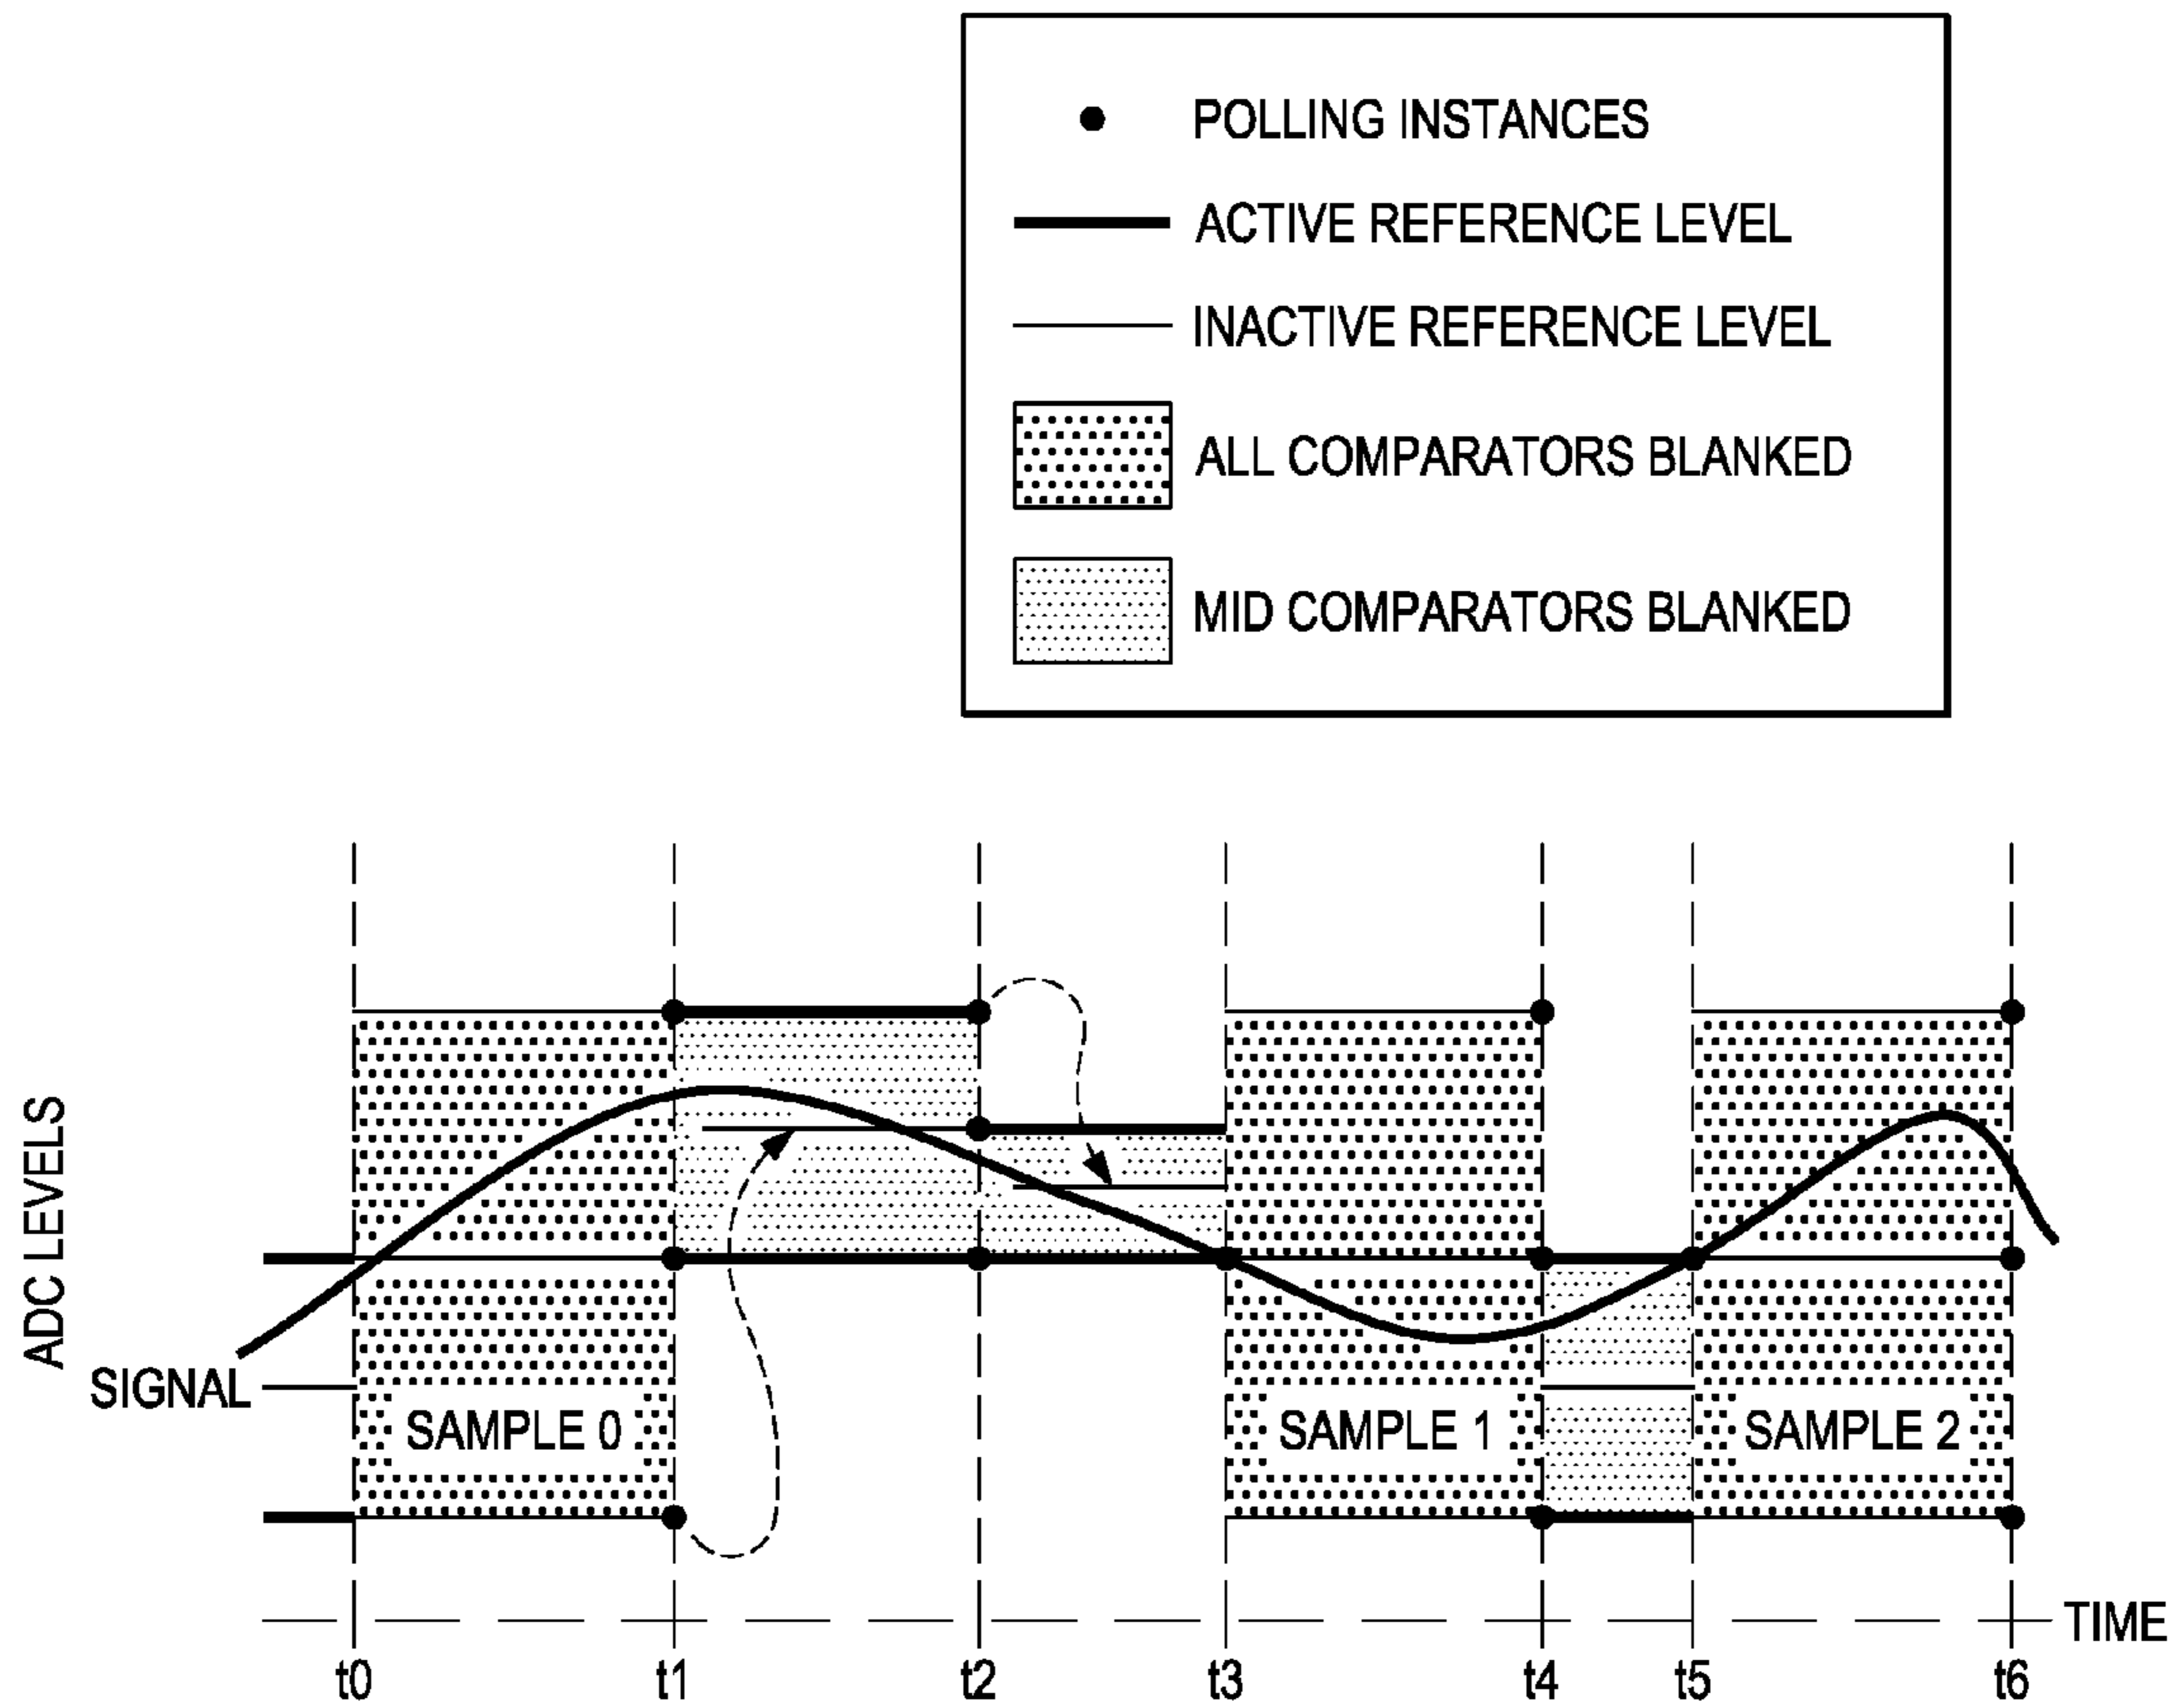 POLLING INSTANCES
ACTIVE REFERENCE LEVEL
INACTIVE REFERENCE LEVEL
ALL COMPARATORS BLANKED
MID COMPARATORS BLANKED
ADC LEVELS
SIGNAL
SAMPLE 0
SAMPLE 1
SAMPLE 2
TIME
t0
t1
t2
t3
t4
t5
t6